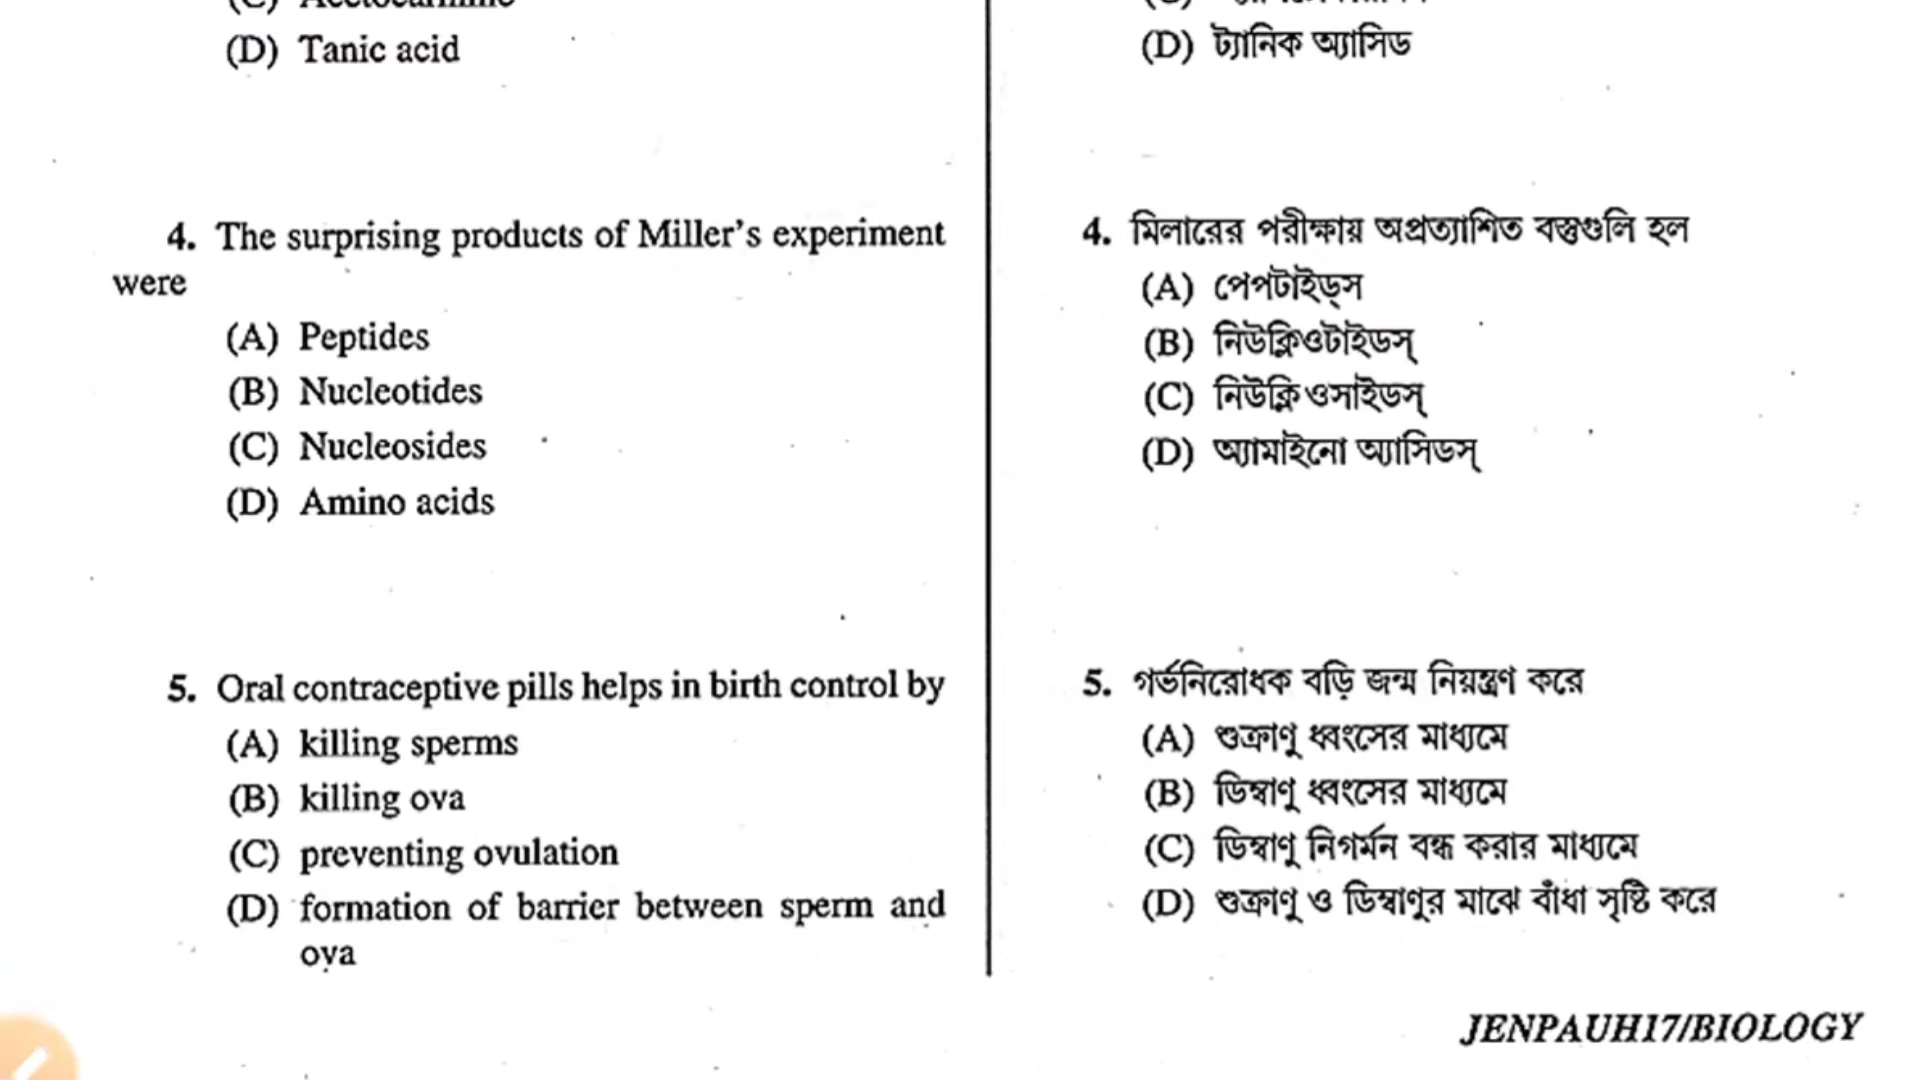 (C) Acetocarmine
(D) Tanic acid
4. The surprising products of Miller's experiment
were
(A) Peptides
(B) Nucleotides
(C) Nucleosides
(D) Amino acids
5. Oral contraceptive pills helps in birth control by
(A) killing sperms
(B) killing ova
(C) preventing ovulation
(D) formation of barrier between sperm and
ova
(C)
(D) ট্যানিক অ্যাসিড
4. মিলারের পরীক্ষায় অপ্রত্যাশিত বস্তুগুলি হল
(A) পেপটাইড্স
(B) নিউক্লিওটাইডস্
(C) নিউক্লিওসাইডস্
(D) অ্যামাইনো অ্যাসিডস্
5. গর্ভনিরোধক বড়ি জন্ম নিয়ন্ত্রণ করে
(A) শুক্রাণু ধ্বংসের মাধ্যমে
(B) ডিম্বাণু ধ্বংসের মাধ্যমে
(C) ডিম্বাণু নিগর্মন বন্ধ করার মাধ্যমে
(D) শুক্রাণু ও ডিম্বাণুর মাঝে বাঁধা সৃষ্টি করে
JENPAUH17/BIOLOGY